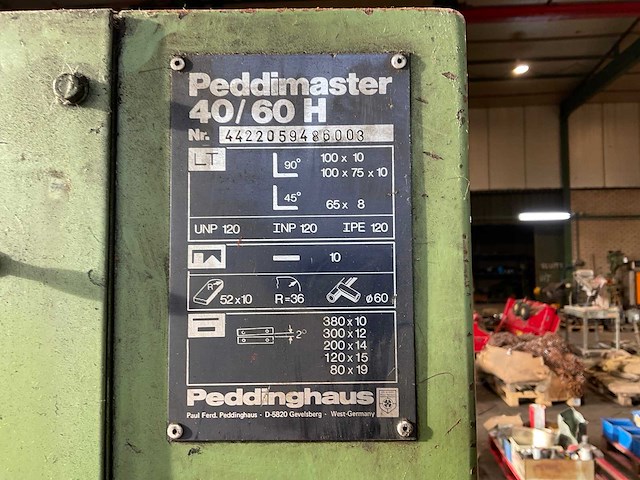 Peddimaster
40/60 H
Nr. 4422059486003
LT 90° 100 x 10
100 x 75 x 10
45° 65 x 8
UNP 120 INP 120 IPE 120
10
R 52x10 R=36 ø60
2° 380 x 10
300 x 12
200 x 14
120 x 15
80 x 19
Peddinghaus
Paul Ferd. Peddinghaus - D-5820 Gevelsberg - West-Germany